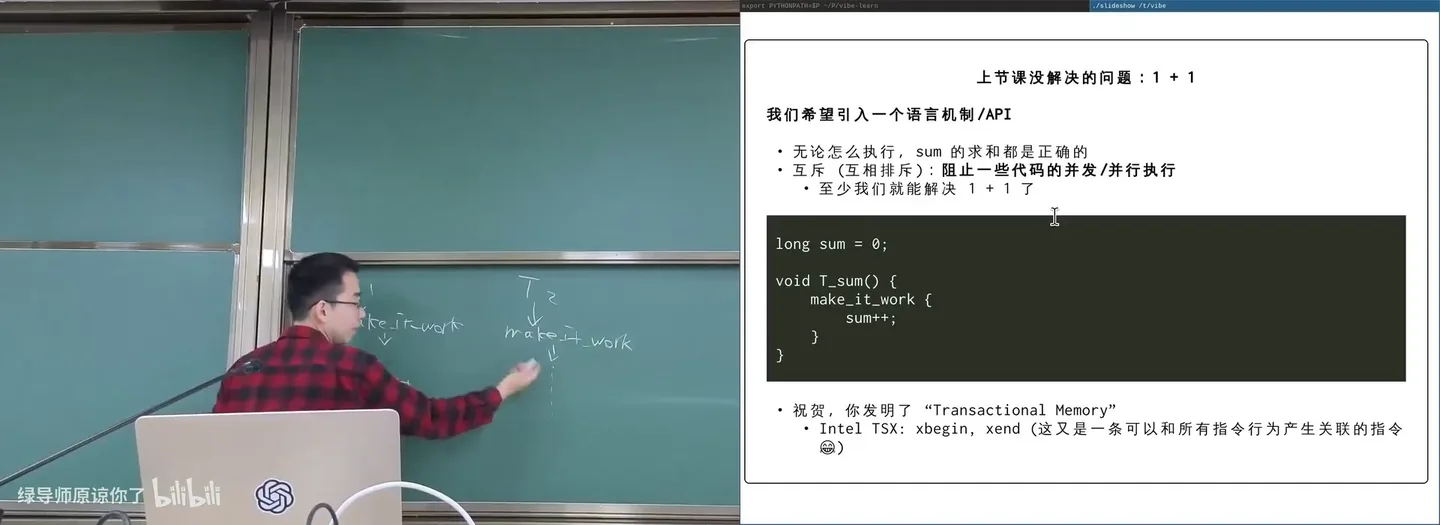 export PYTHONPATH=$P ~/P/vibe-learn
./slideshow /t/vibe
上节课没解决的问题：1 + 1
我们希望引入一个语言机制/API
• 无论怎么执行，sum 的求和都是正确的
• 互斥 (互相排斥)：阻止一些代码的并发/并行执行
• 至少我们就能解决 1 + 1 了
long sum = 0;
void T_sum() {
make_it_work {
sum++;
}
}
• 祝贺，你发明了 “Transactional Memory”
• Intel TSX: xbegin, xend (这又是一条可以和所有指令行为产生关联的指令
😂)
1
ke_it_work
T2
make_it_work
绿导师原谅你了 bilibili